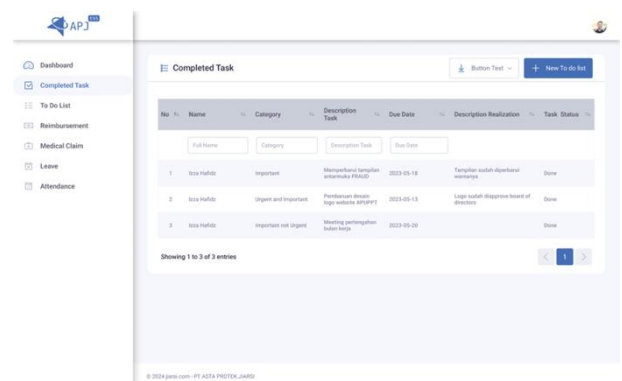 APJ
Dashboard
Completed Task
To Do List
Reimbursement
Medical Claim
Leave
Attendance
Completed Task
Button Text
+ New To do list
No Name Category Description Task Due Date Description Realization Task Status
Full Name Category Description Task Due Date
1 Izza Hafidz Important Memperbarui tampilan antarmuka FRAUD 2023-05-18 Tampilan sudah diperbarui warnanya Done
2 Izza Hafidz Urgent and Important Pembaruan desain logo website APUPPT 2023-05-13 Logo sudah diapprove board of directors Done
3 Izza Hafidz Important not Urgent Meeting pertengahan bulan kerja 2023-05-20 Done
Showing 1 to 3 of 3 entries
< 1 >
© 2024 jiarsi.com - PT ASTA PROTEK JIARSI